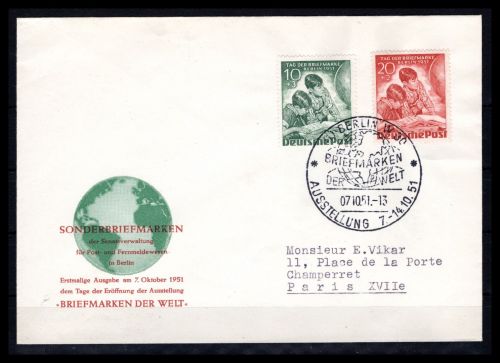 TAG DER BRIEFMARKE
BERLIN 1951
10
+3
DEUTSCHE POST
TAG DER BRIEFMARKE
BERLIN 1951
20
DEUTSCHE POST
BERLIN
BRIEFMARKEN
DER WELT
07.10.51.-13
* AUSSTELLUNG 7.-14.10.51 *
SONDERBRIEFMARKEN
der Senatsverwaltung
für Post- und Fernmeldewesen
in Berlin
Erstmalige Ausgabe am 7. Oktober 1951
dem Tage der Eröffnung der Ausstellung
»BRIEFMARKEN DER WELT«
Monsieur E.Vikar
11, Place de la Porte
Champerret
Paris XVIIe